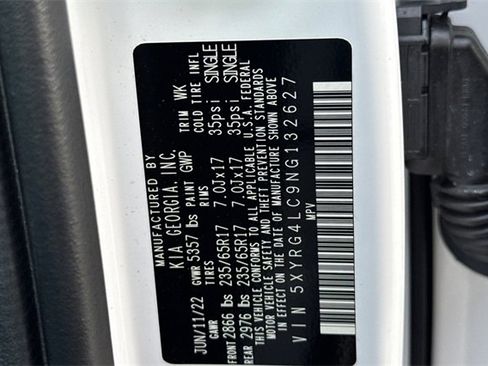 MANUFACTURED BY
KIA GEORGIA, INC.
JUN/11/22 GVWR 5357 lbs PAINT GWP TRIM WK
GAWR TIRES RIMS COLD TIRE INFL
FRONT 2866 lbs 235/65R17 7.0Jx17 35psi SINGLE
REAR 2976 lbs 235/65R17 7.0Jx17 35psi SINGLE
THIS VEHICLE CONFORMS TO ALL APPLICABLE U.S.A. FEDERAL
MOTOR VEHICLE SAFETY AND THEFT PREVENTION STANDARDS
IN EFFECT ON THE DATE OF MANUFACTURE SHOWN ABOVE
VIN 5XYRG4LC9NG132627
MPV